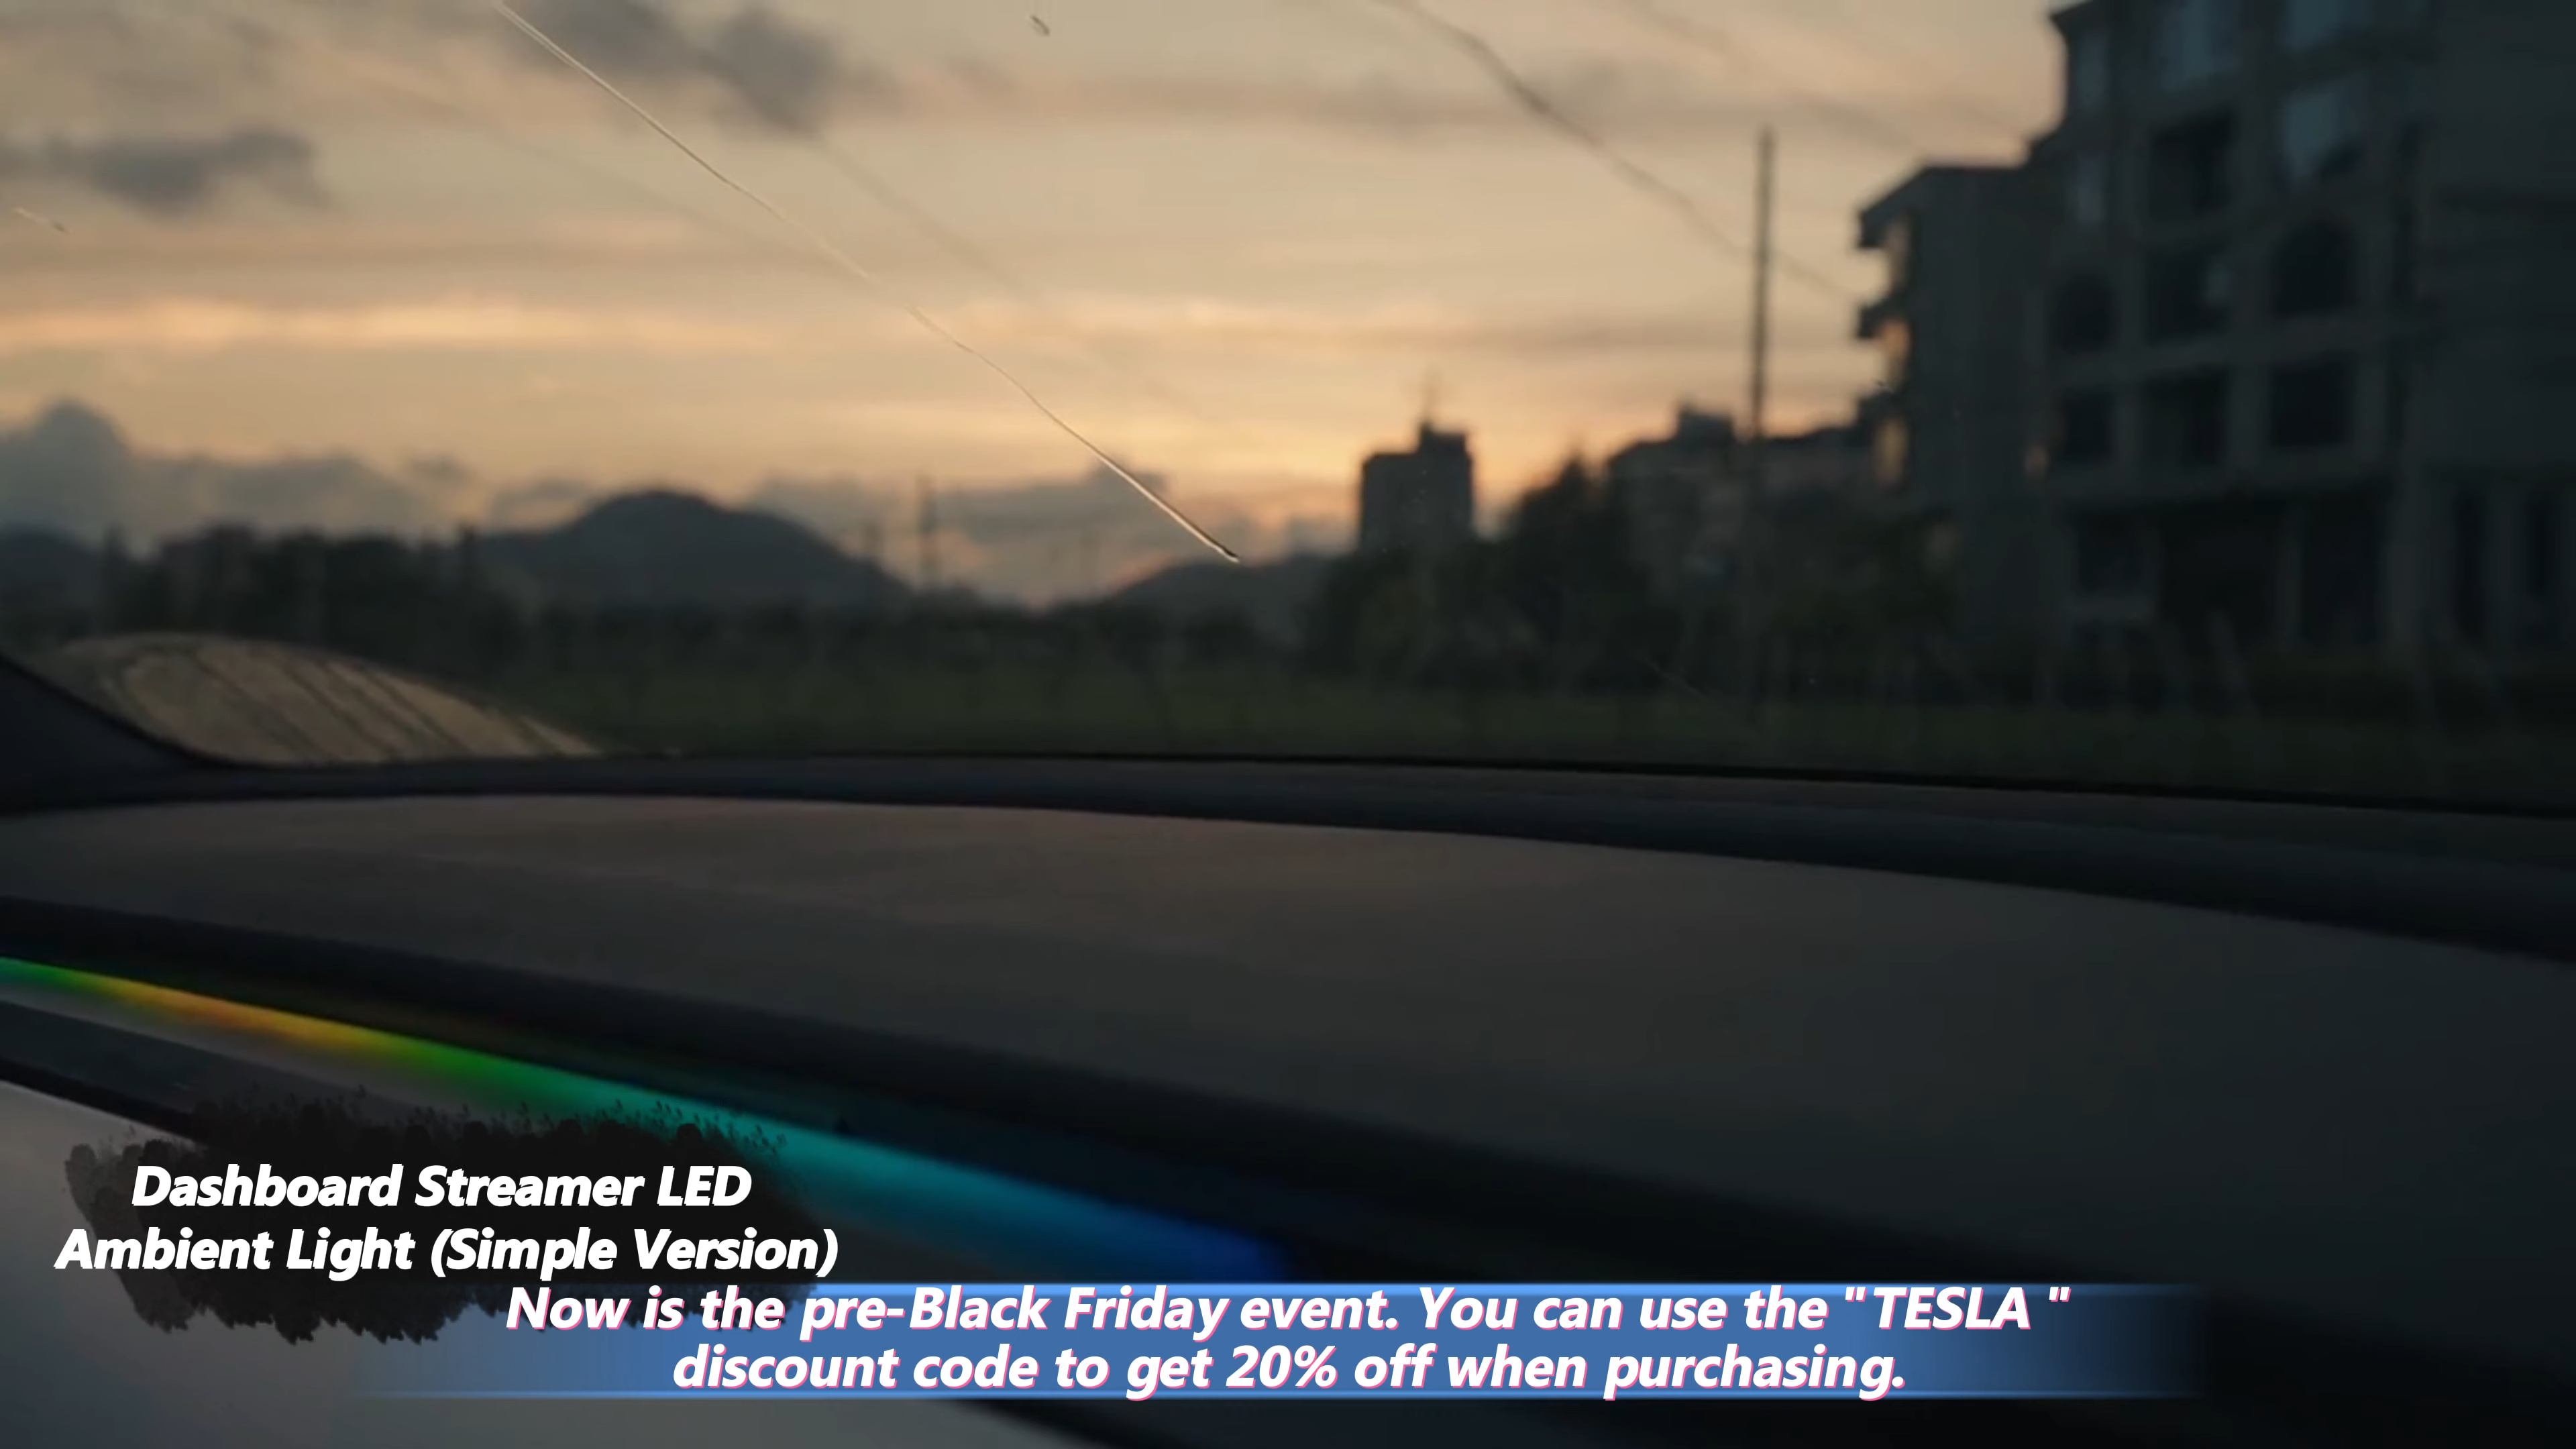 Dashboard Streamer LED
Ambient Light (Simple Version)
Now is the pre-Black Friday event. You can use the "TESLA "
discount code to get 20% off when purchasing.